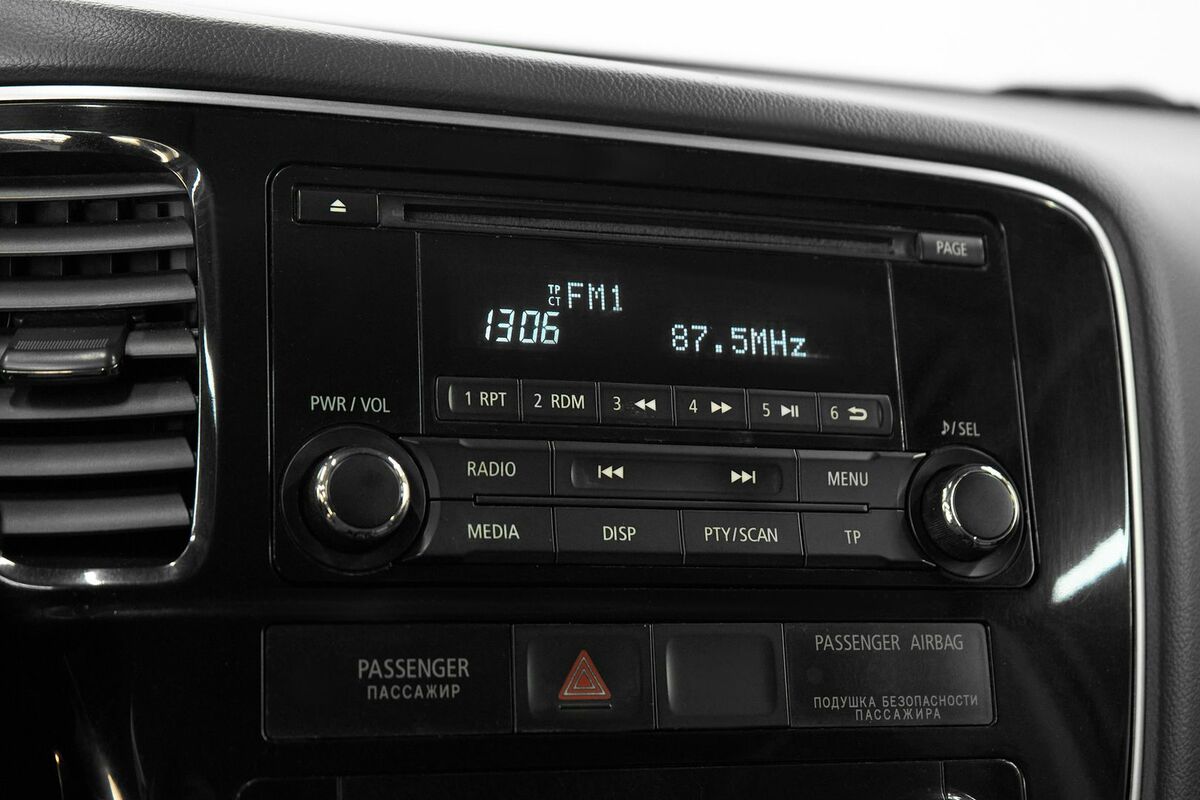 PAGE
TP
CT
FM1
1306
87.5MHz
1 RPT
2 RDM
3
4
5
6
PWR / VOL
♪/SEL
RADIO
MENU
MEDIA
DISP
PTY/SCAN
TP
PASSENGER
ПАССАЖИР
PASSENGER AIRBAG
ПОДУШКА БЕЗОПАСНОСТИ
ПАССАЖИРА